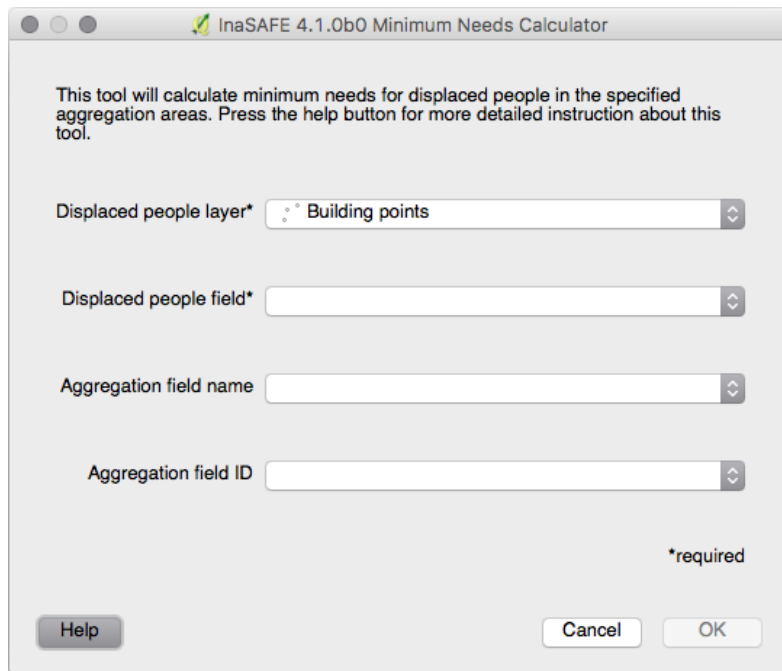 InaSAFE 4.1.0b0 Minimum Needs Calculator
This tool will calculate minimum needs for displaced people in the specified
aggregation areas. Press the help button for more detailed instruction about this
tool.
Displaced people layer* Building points
Displaced people field*
Aggregation field name
Aggregation field ID
*required
Help Cancel OK